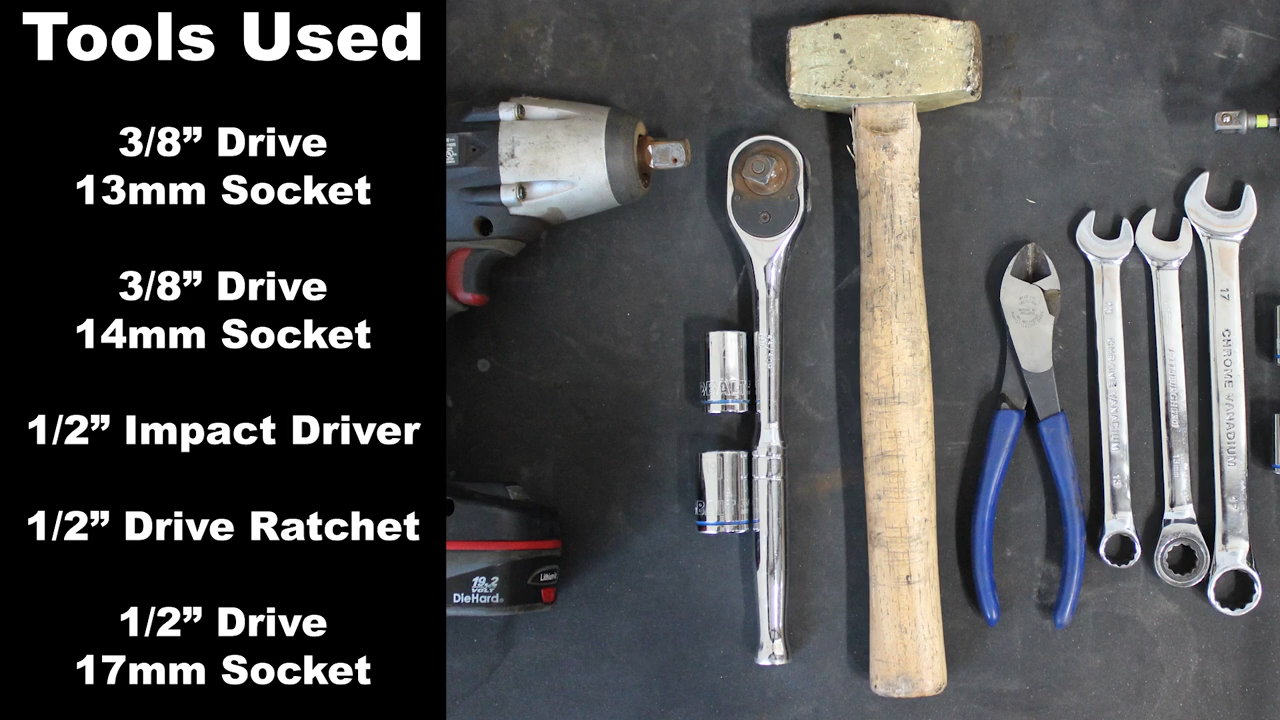 Tools Used
3/8” Drive
13mm Socket
3/8” Drive
14mm Socket
1/2” Impact Driver
1/2” Drive Ratchet
1/2” Drive
17mm Socket
19.2
VOLT
DieHard
17
CHROME VANADIUM